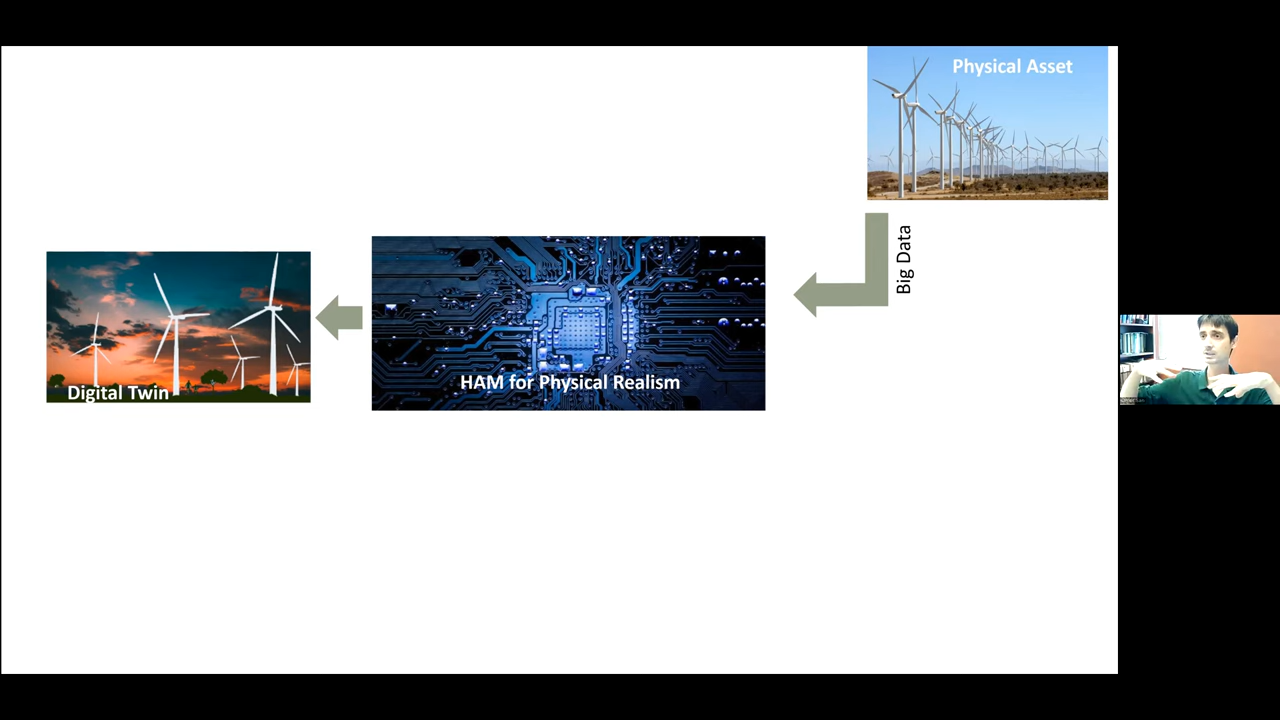 Physical Asset
Big Data
HAM for Physical Realism
Digital Twin